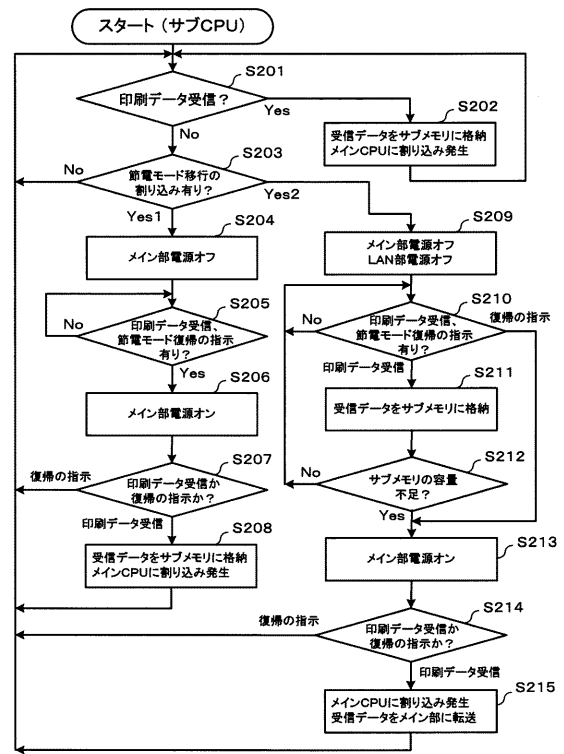 スタート（サブCPU）
S201
印刷データ受信？
Yes
No
S202
受信データをサブメモリに格納
メインCPUに割り込み発生
S203
節電モード移行の
割り込み有り？
No
Yes1
Yes2
S204
メイン部電源オフ
S205
印刷データ受信、
節電モード復帰の指示
有り？
No
Yes
S206
メイン部電源オン
S207
印刷データ受信か
復帰の指示か？
復帰の指示
印刷データ受信
S208
受信データをサブメモリに格納
メインCPUに割り込み発生
S209
メイン部電源オフ
LAN部電源オフ
S210
印刷データ受信、
節電モード復帰の指示
有り？
No
復帰の指示
印刷データ受信
S211
受信データをサブメモリに格納
S212
サブメモリの容量
不足？
No
Yes
S213
メイン部電源オン
S214
印刷データ受信か
復帰の指示か？
復帰の指示
印刷データ受信
S215
メインCPUに割り込み発生
受信データをメイン部に転送